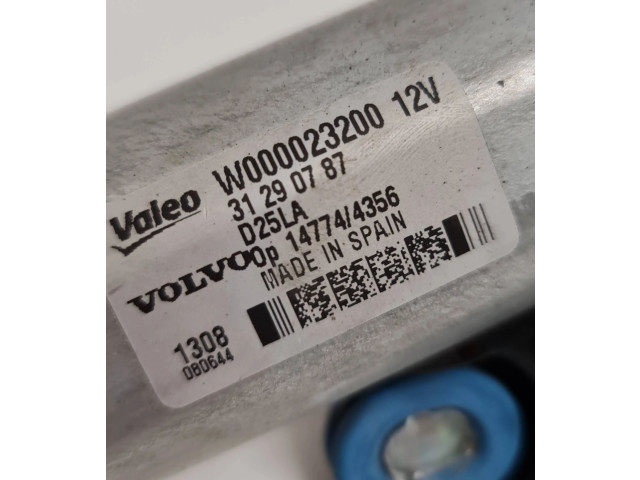 Valeo W000023200 12V
31 29 07 87
D25LA
VOLVO Op 14774/4356
MADE IN SPAIN
1308
080644